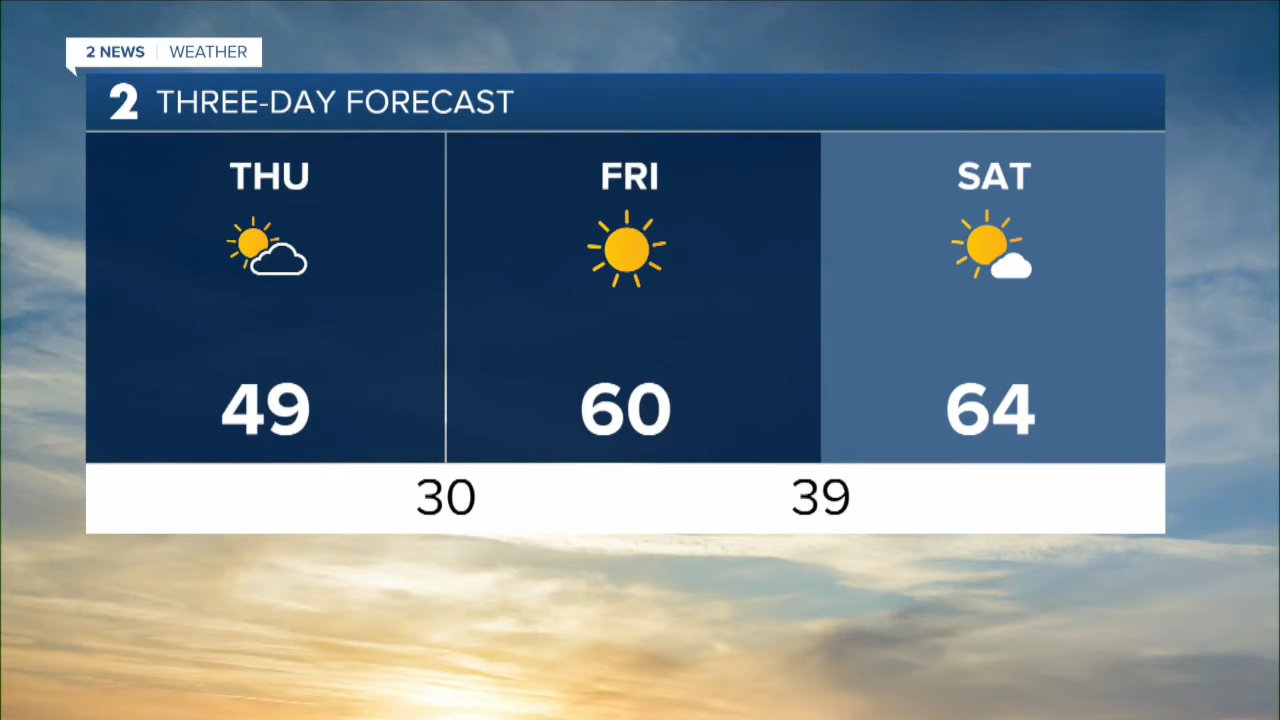 2 NEWS | WEATHER
2 THREE-DAY FORECAST
THU FRI SAT
49 60 64
30 39